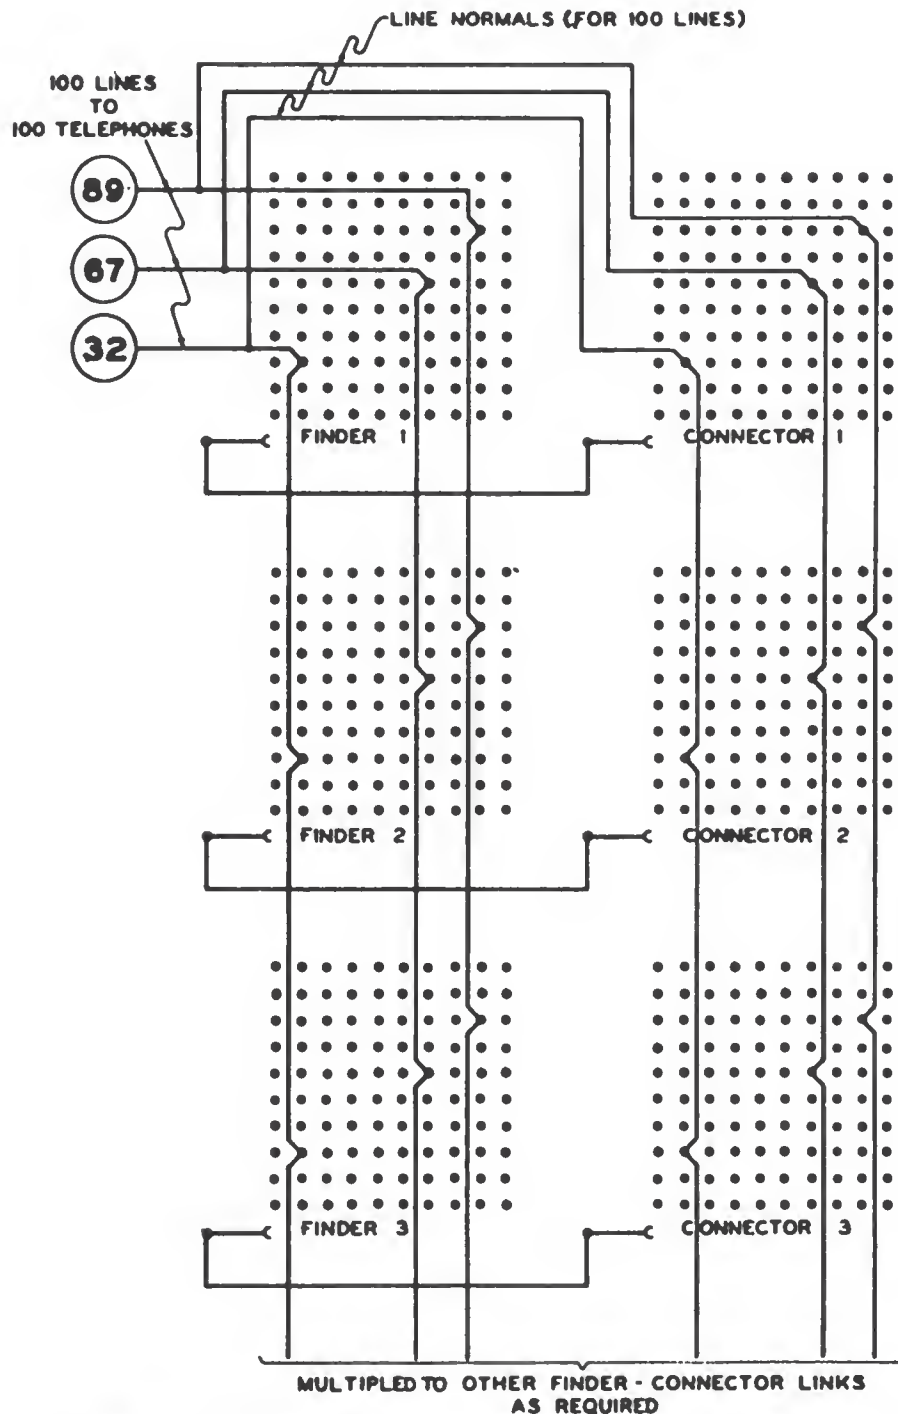 LINE NORMALS (FOR 100 LINES)
100 LINES
TO
100 TELEPHONES
89
67
32
FINDER 1
CONNECTOR 1
FINDER 2
CONNECTOR 2
FINDER 3
CONNECTOR 3
MULTIPLED TO OTHER FINDER - CONNECTOR LINKS
AS REQUIRED